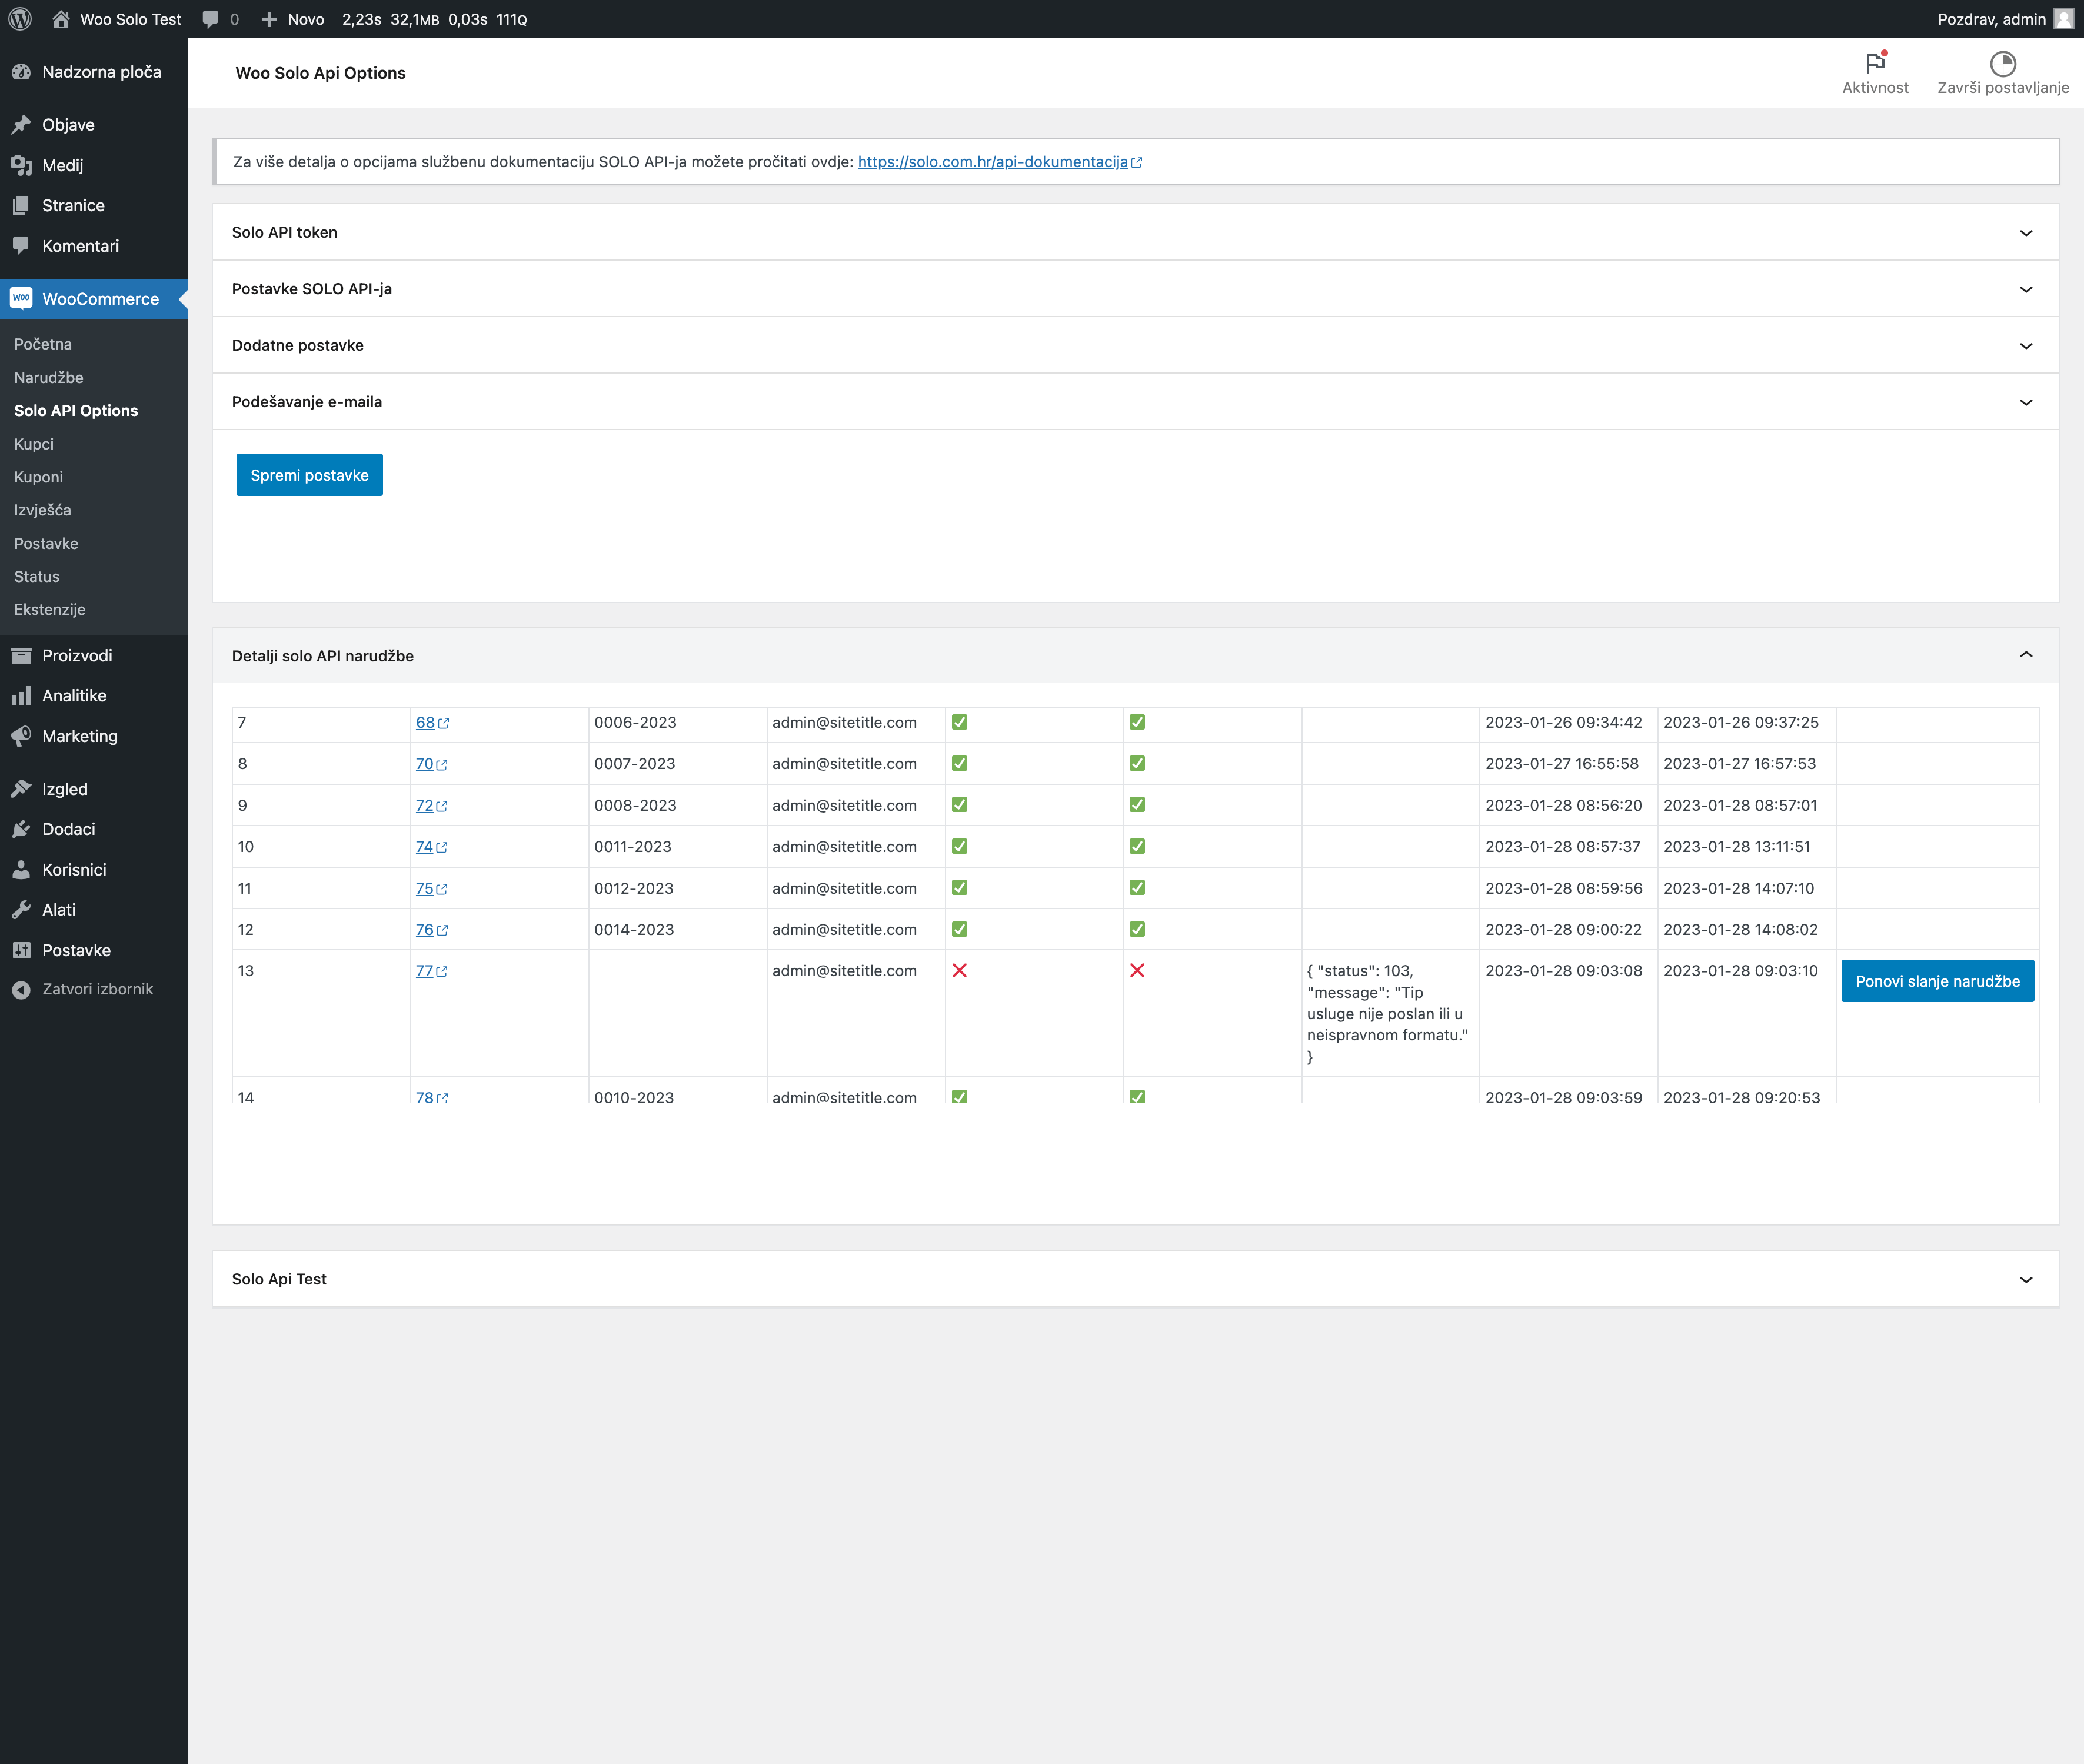 Woo Solo Test 0 Novo 2,23s 32,1MB 0,03s 111Q Pozdrav, admin
Nadzorna ploča
Objave
Medij
Stranice
Komentari
Woo WooCommerce
Početna
Narudžbe
Solo API Options
Kupci
Kuponi
Izvješća
Postavke
Status
Ekstenzije
Proizvodi
Analitike
Marketing
Izgled
Dodaci
Korisnici
Alati
Postavke
Zatvori izbornik
Woo Solo Api Options
Aktivnost
Završi postavljanje
Za više detalja o opcijama službenu dokumentaciju SOLO API-ja možete pročitati ovdje: https://solo.com.hr/api-dokumentacija
Solo API token
Postavke SOLO API-ja
Dodatne postavke
Podešavanje e-maila
Spremi postavke
Detalji solo API narudžbe
7 68 0006-2023 admin@sitetitle.com ✅ ✅ 2023-01-26 09:34:42 2023-01-26 09:37:25
8 70 0007-2023 admin@sitetitle.com ✅ ✅ 2023-01-27 16:55:58 2023-01-27 16:57:53
9 72 0008-2023 admin@sitetitle.com ✅ ✅ 2023-01-28 08:56:20 2023-01-28 08:57:01
10 74 0011-2023 admin@sitetitle.com ✅ ✅ 2023-01-28 08:57:37 2023-01-28 13:11:51
11 75 0012-2023 admin@sitetitle.com ✅ ✅ 2023-01-28 08:59:56 2023-01-28 14:07:10
12 76 0014-2023 admin@sitetitle.com ✅ ✅ 2023-01-28 09:00:22 2023-01-28 14:08:02
13 77 admin@sitetitle.com ❌ ❌ { "status": 103, 2023-01-28 09:03:08 2023-01-28 09:03:10 Ponovi slanje narudžbe
"message": "Tip
usluge nije poslan ili u
neispravnom formatu."
}
14 78 0010-2023 admin@sitetitle.com ✅ ✅ 2023-01-28 09:03:59 2023-01-28 09:20:53
Solo Api Test